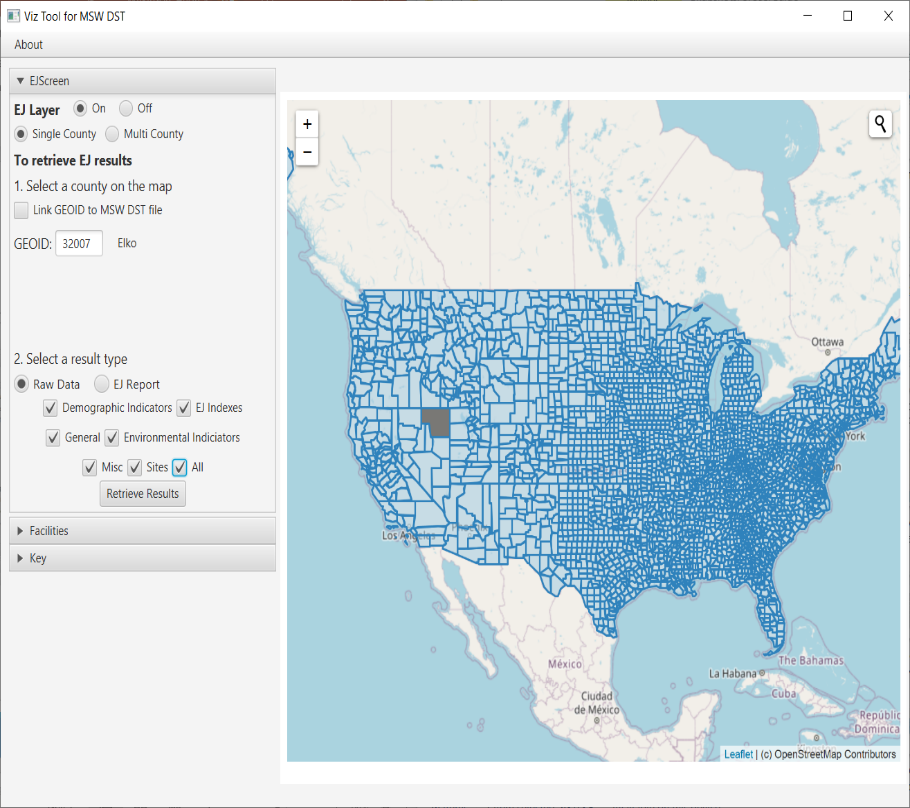 Viz Tool for MSW DST
About
EJScreen
EJ Layer On Off
Single County Multi County
To retrieve EJ results
1. Select a county on the map
Link GEOID to MSW DST file
GEOID: 32007 Elko
2. Select a result type
Raw Data EJ Report
Demographic Indicators EJ Indexes
General Environmental Indiciators
Misc Sites All
Retrieve Results
Facilities
Key
+
−
Ottawa
York
Los Angeles
México
La Habana
The Bahamas
Cuba
Ciudad
de México
Repúblic
Dominica
Leaflet | (c) OpenStreetMap Contributors